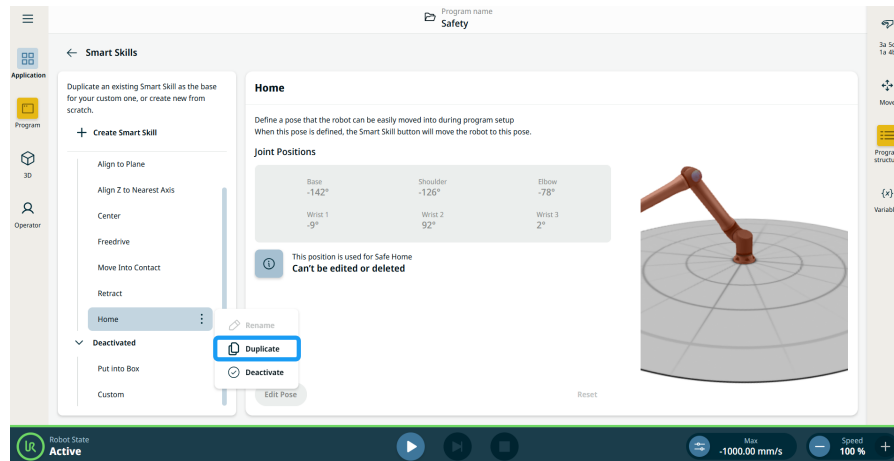 Program name
Safety
Smart Skills
Application
Program
3D
Operator
Duplicate an existing Smart Skill as the base
for your custom one, or create new from
scratch.
Create Smart Skill
Align to Plane
Align Z to Nearest Axis
Center
Freedrive
Move Into Contact
Retract
Home
Deactivated
Put into Box
Custom
Rename
Duplicate
Deactivate
Home
Define a pose that the robot can be easily moved into during program setup
When this pose is defined, the Smart Skill button will move the robot to this pose.
Joint Positions
Base Shoulder Elbow
-142° -126° -78°
Wrist 1 Wrist 2 Wrist 3
-9° 92° 2°
This position is used for Safe Home
Can't be edited or deleted
Edit Pose Reset
Move
{x}
Robot State
Active
Max
-1000.00 mm/s
Speed
100 %